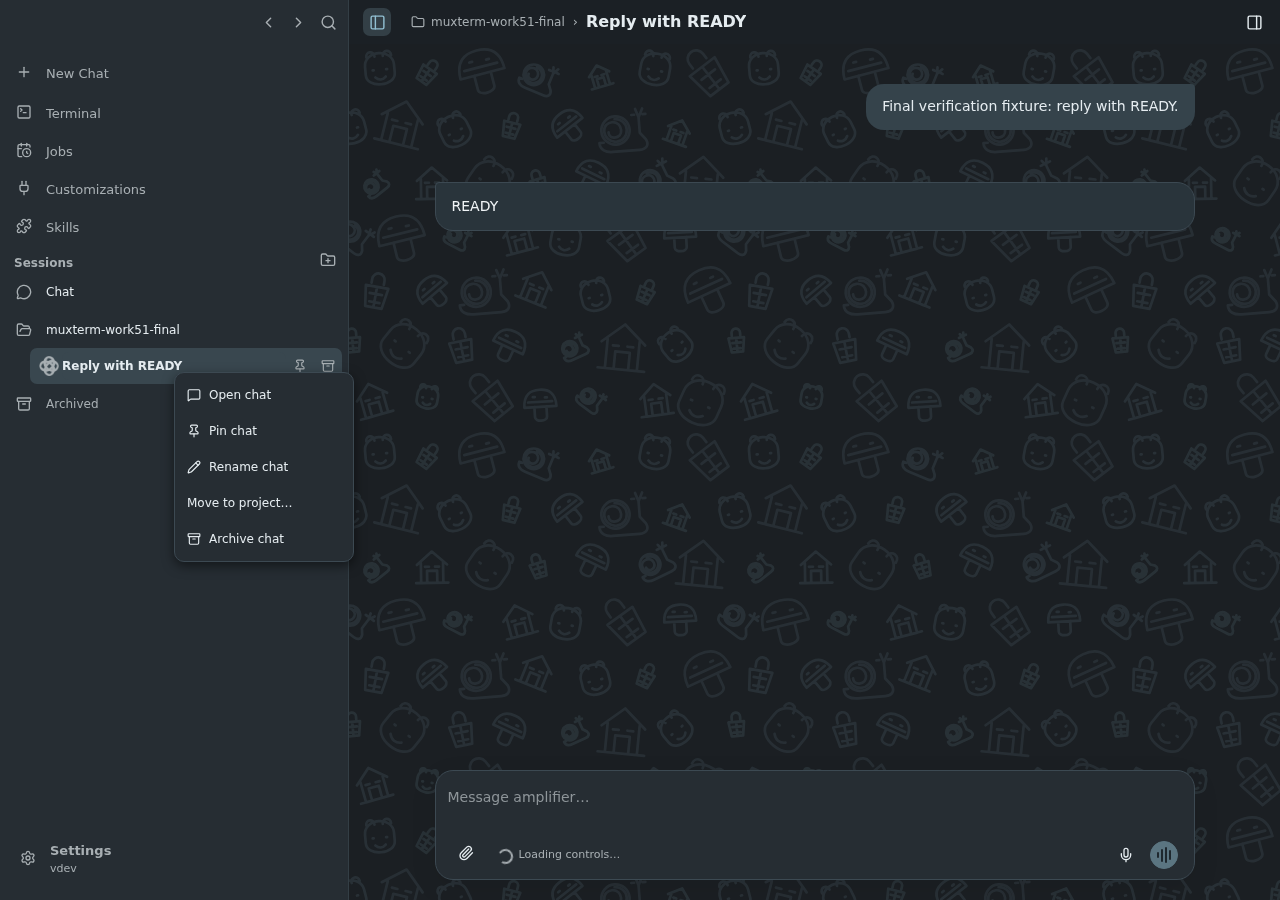 New Chat
Terminal
Jobs
Customizations
Skills
Sessions
Chat
muxterm-work51-final
Reply with READY
Archived
Open chat
Pin chat
Rename chat
Move to project…
Archive chat
Settings
vdev
muxterm-work51-final › Reply with READY
Final verification fixture: reply with READY.
READY
Message amplifier…
Loading controls…